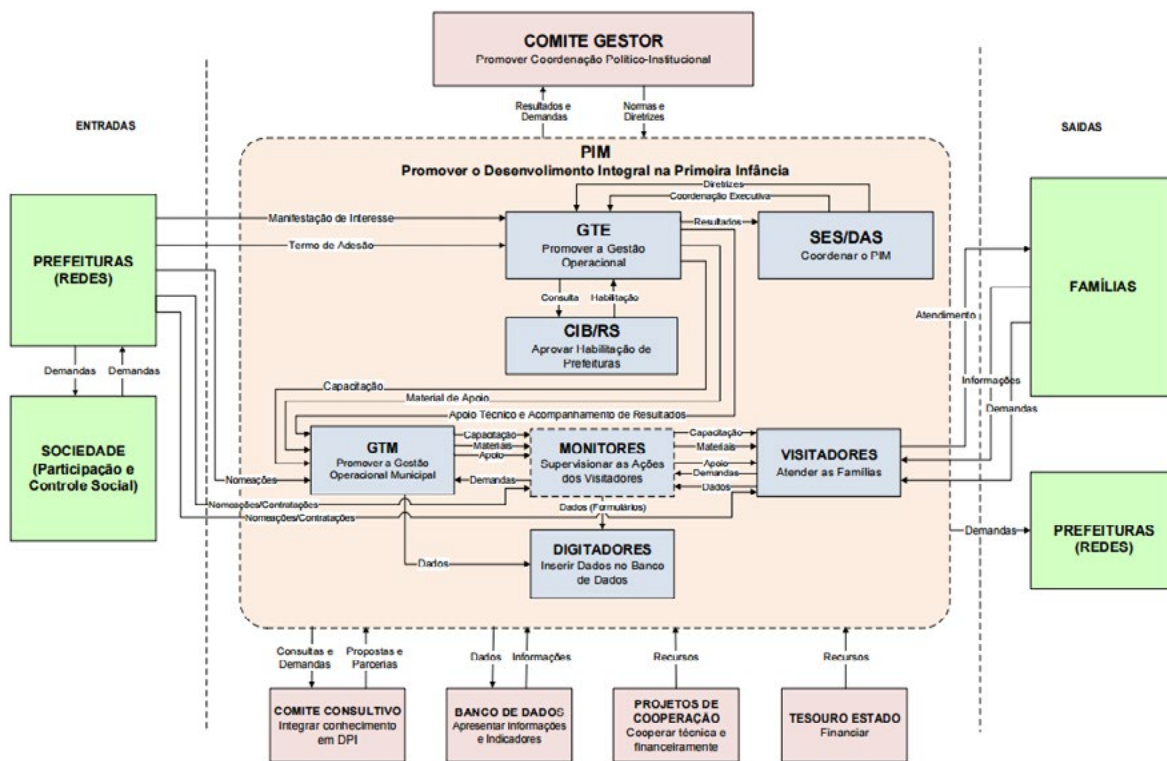 COMITE GESTOR
Promover Coordenação Político-Institucional
ENTRADAS
Resultados e
Demandas
Normas e
Diretrizes
SAIDAS
PIM
Promover o Desenvolimento Integral na Primeira Infância
Diretrizes
Coordenação Executiva
PREFEITURAS
(REDES)
Manifestação de Interesse
Termo de Adesão
GTE
Promover a Gestão
Operacional
Resultados
SES/DAS
Coordenar o PIM
FAMÍLIAS
Consulta
Habilitação
Atendimento
CIB/RS
Aprovar Habilitação de
Prefeituras
Demandas
Demandas
Informações
Demandas
Capacitação
Material de Apoio
Apoio Técnico e Acompanhamento de Resultados
SOCIEDADE
(Participação e
Controle Social)
GTM
Promover a Gestão
Operacional Municipal
Capacitação
Materiais
Apoio
Demandas
MONITORES
Supervisionar as Ações
dos Visitadores
Capacitação
Materiais
Apoio
Demandas
Dados
VISITADORES
Atender as Famílias
Nomeações
Nomeações/Contratações
Nomeações/Contratações
Dados (Formulários)
Demandas
PREFEITURAS
(REDES)
Dados
DIGITADORES
Inserir Dados no Banco
de Dados
Consultas e
Demandas
Propostas e
Parcerias
Dados
Informações
Recursos
Recursos
COMITE CONSULTIVO
Integrar conhecimento
em DPI
BANCO DE DADOS
Apresentar Informações
e Indicadores
PROJETOS DE
COOPERAÇÃO
Cooperar técnica e
financeiramente
TESOURO ESTADO
Financiar